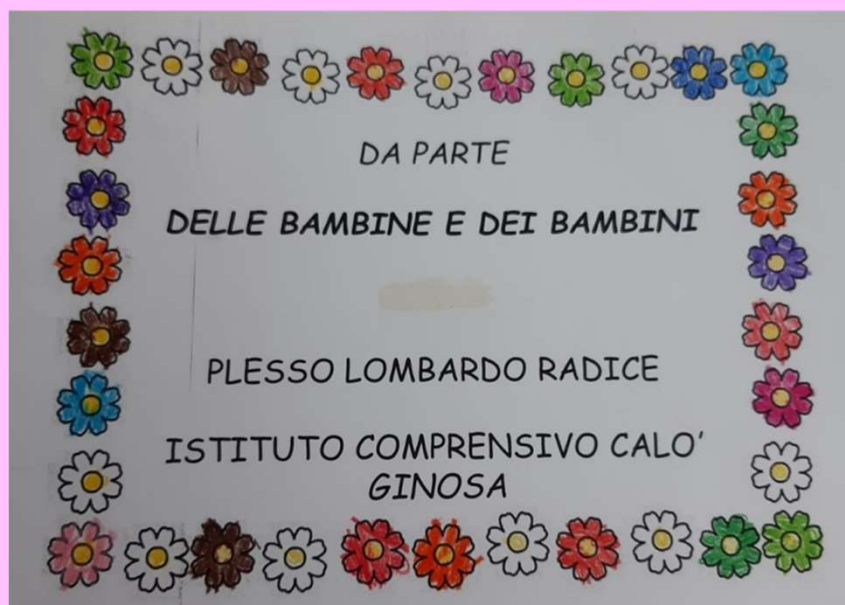 DA PARTE
DELLE BAMBINE E DEI BAMBINI
PLESSO LOMBARDO RADICE
ISTITUTO COMPRENSIVO CALO'
GINOSA